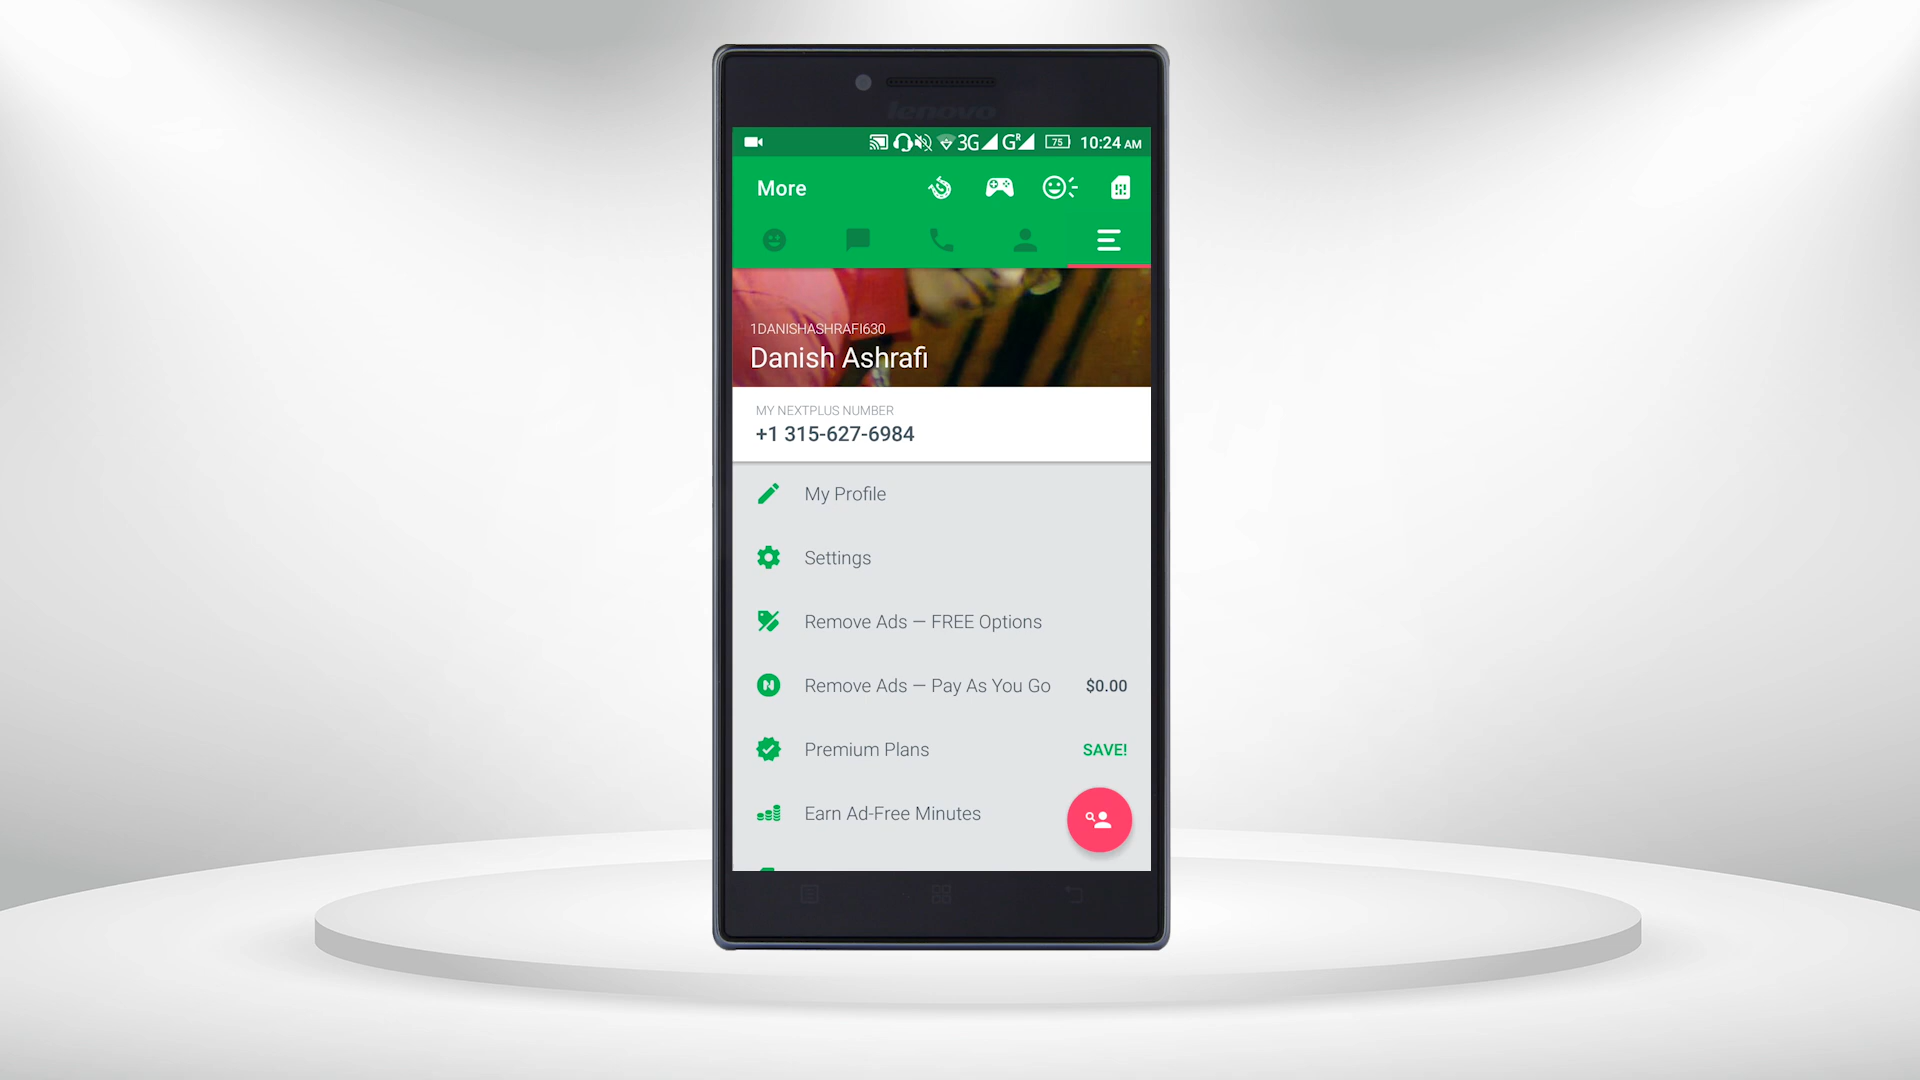 lenovo
3G G R 75 10:24 AM
More
1DANISHASHRAFI630
Danish Ashrafi
MY NEXTPLUS NUMBER
+1 315-627-6984
My Profile
Settings
Remove Ads — FREE Options
Remove Ads — Pay As You Go $0.00
Premium Plans SAVE!
Earn Ad-Free Minutes